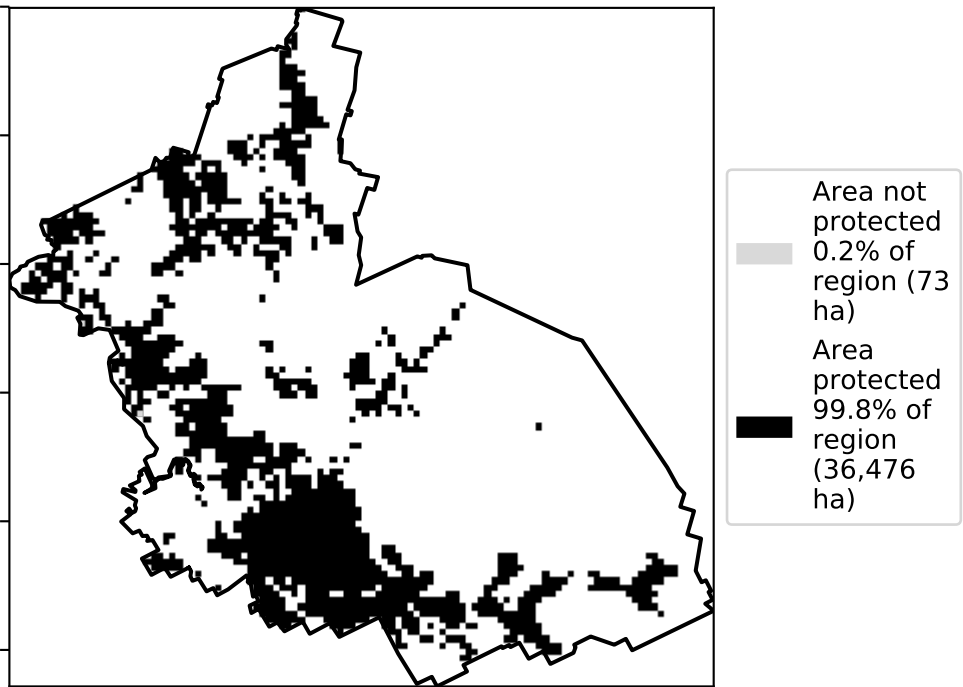 Area not
protected
0.2% of
region (73
ha)
Area
protected
99.8% of
region
(36,476
ha)